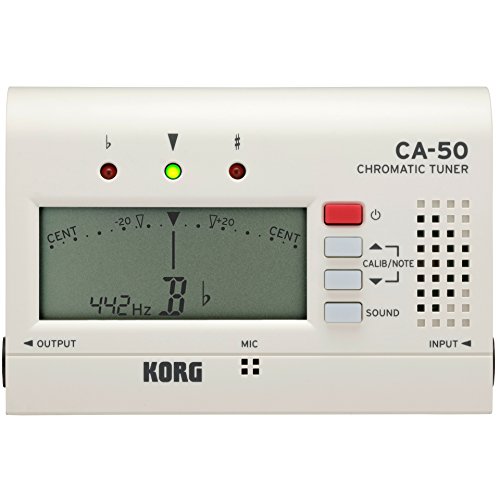 CA-50
CHROMATIC TUNER
♭ ▼ ♯
CENT -20 +20 CENT
442Hz B ♭
⏻
▲ CALIB/NOTE ▼
SOUND
◄ OUTPUT
MIC
INPUT ◄
KORG